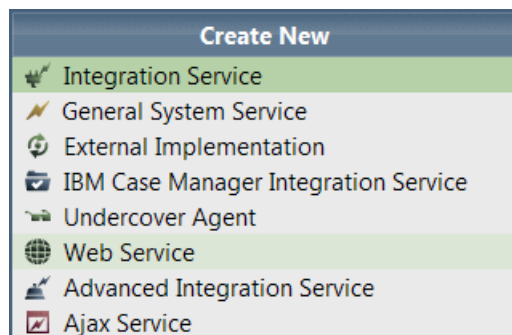 Create New
Integration Service
General System Service
External Implementation
IBM Case Manager Integration Service
Undercover Agent
Web Service
Advanced Integration Service
Ajax Service